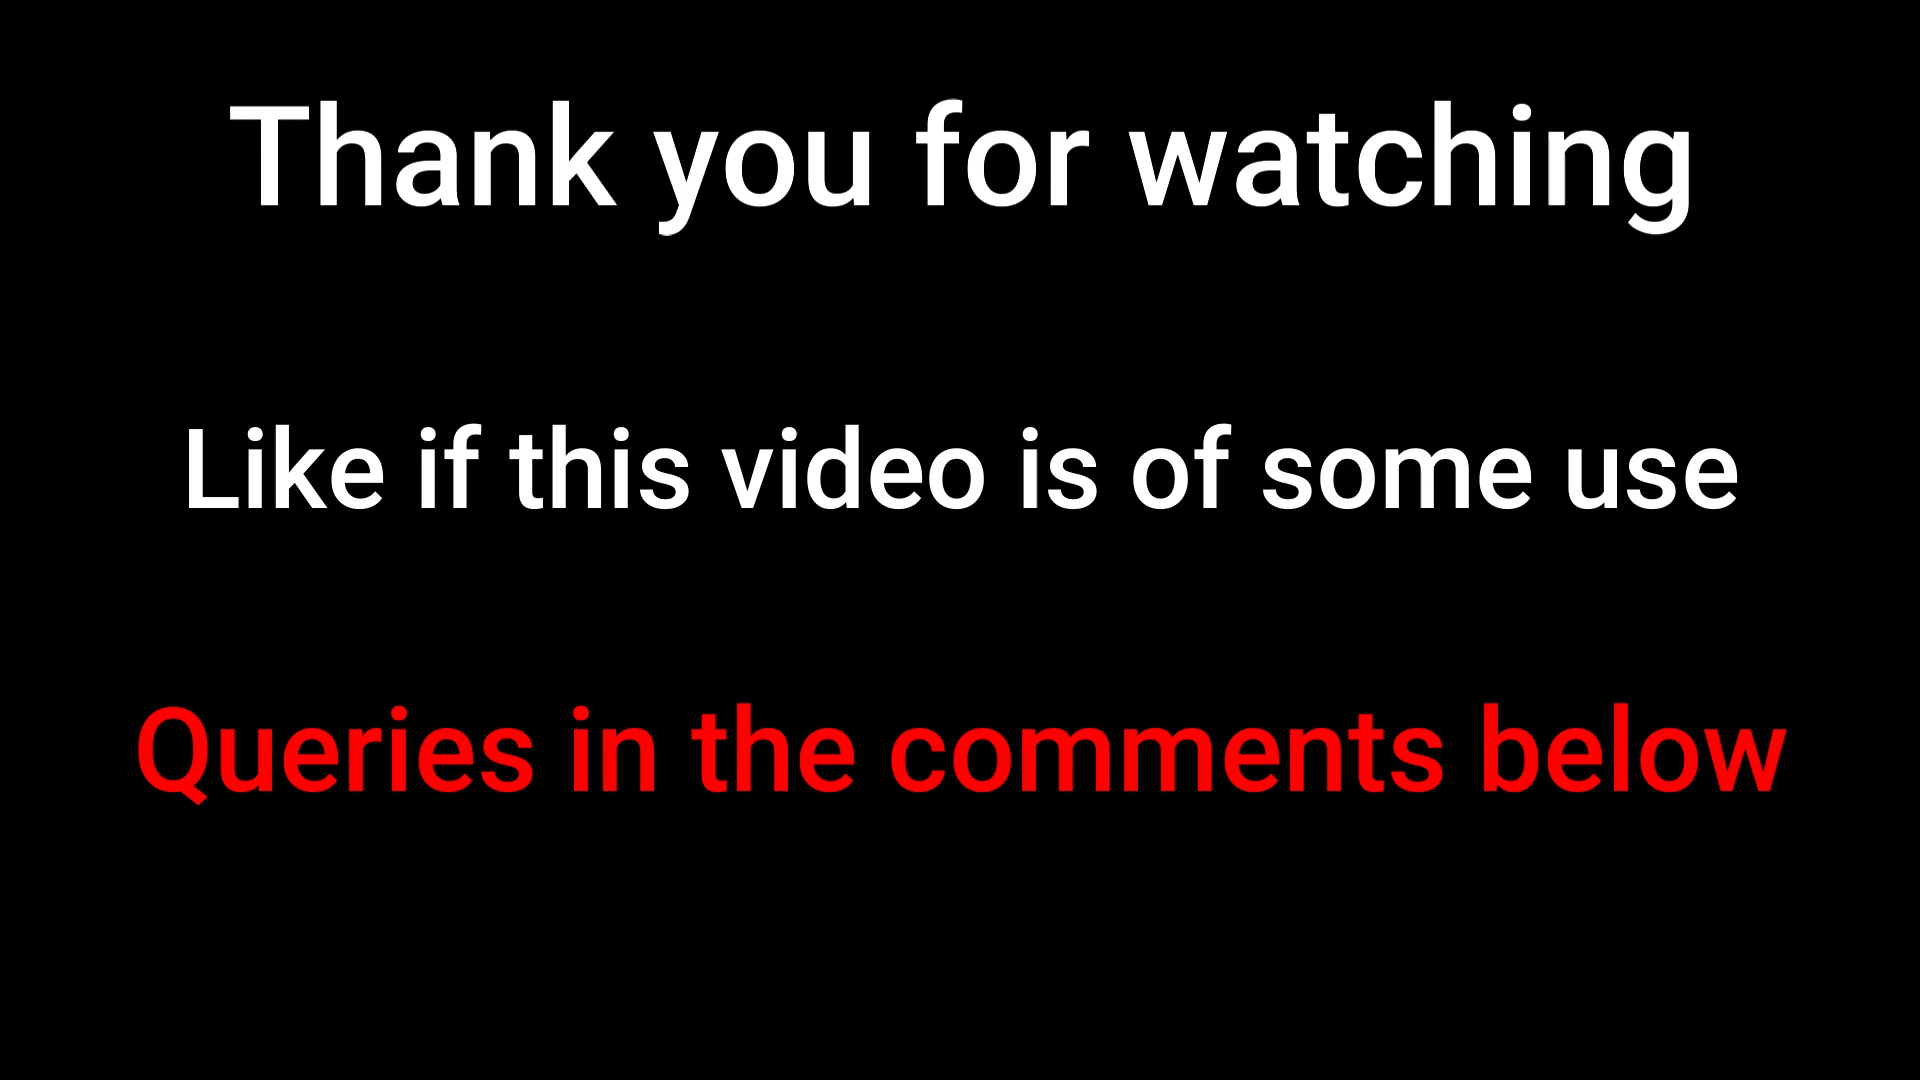 Thank you for watching
Like if this video is of some use
Queries in the comments below